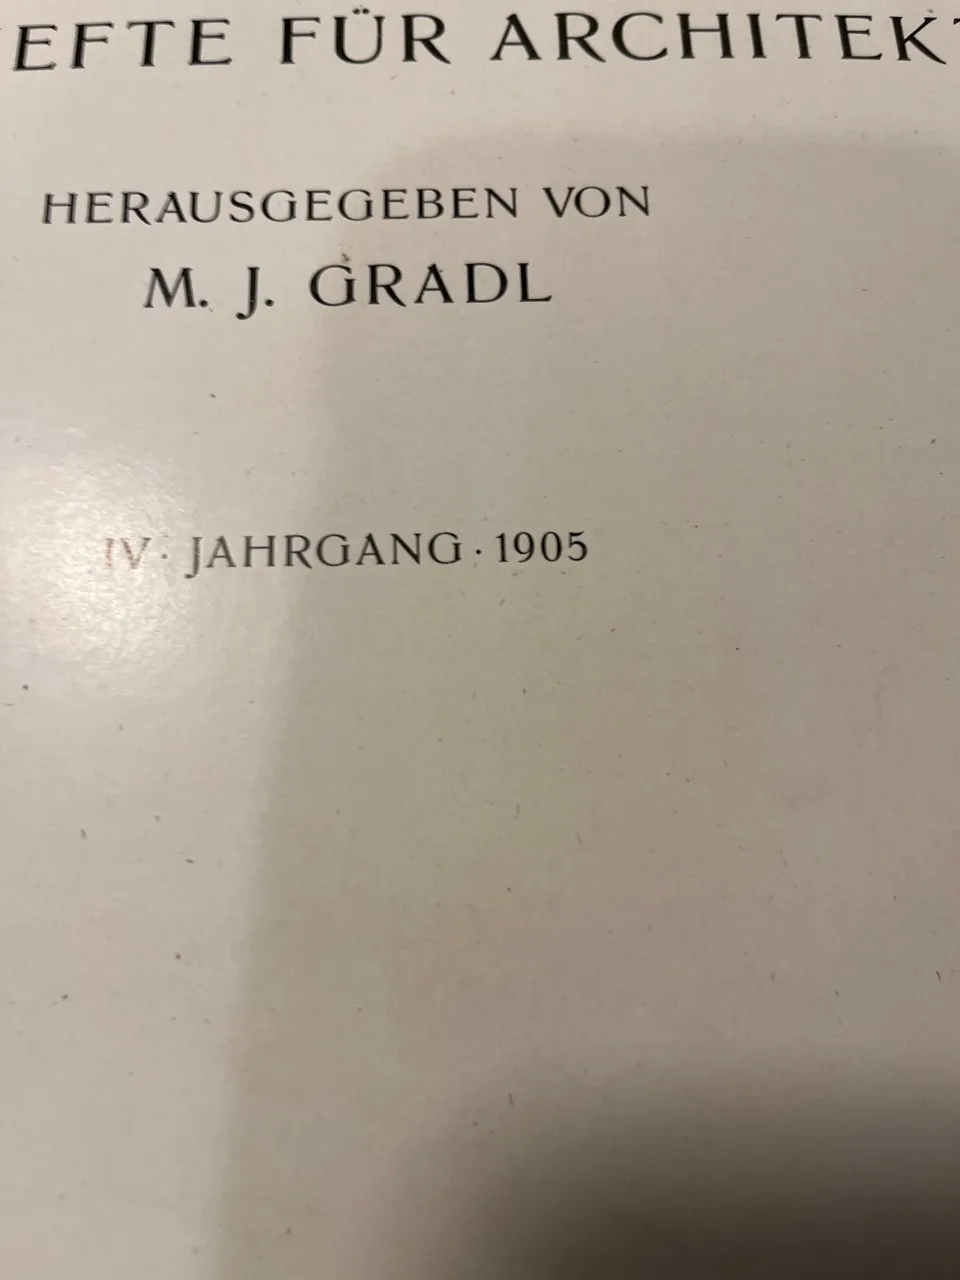 EFTE FÜR ARCHITEK
HERAUSGEGEBEN VON
M. J. GRADL
IV · JAHRGANG · 1905